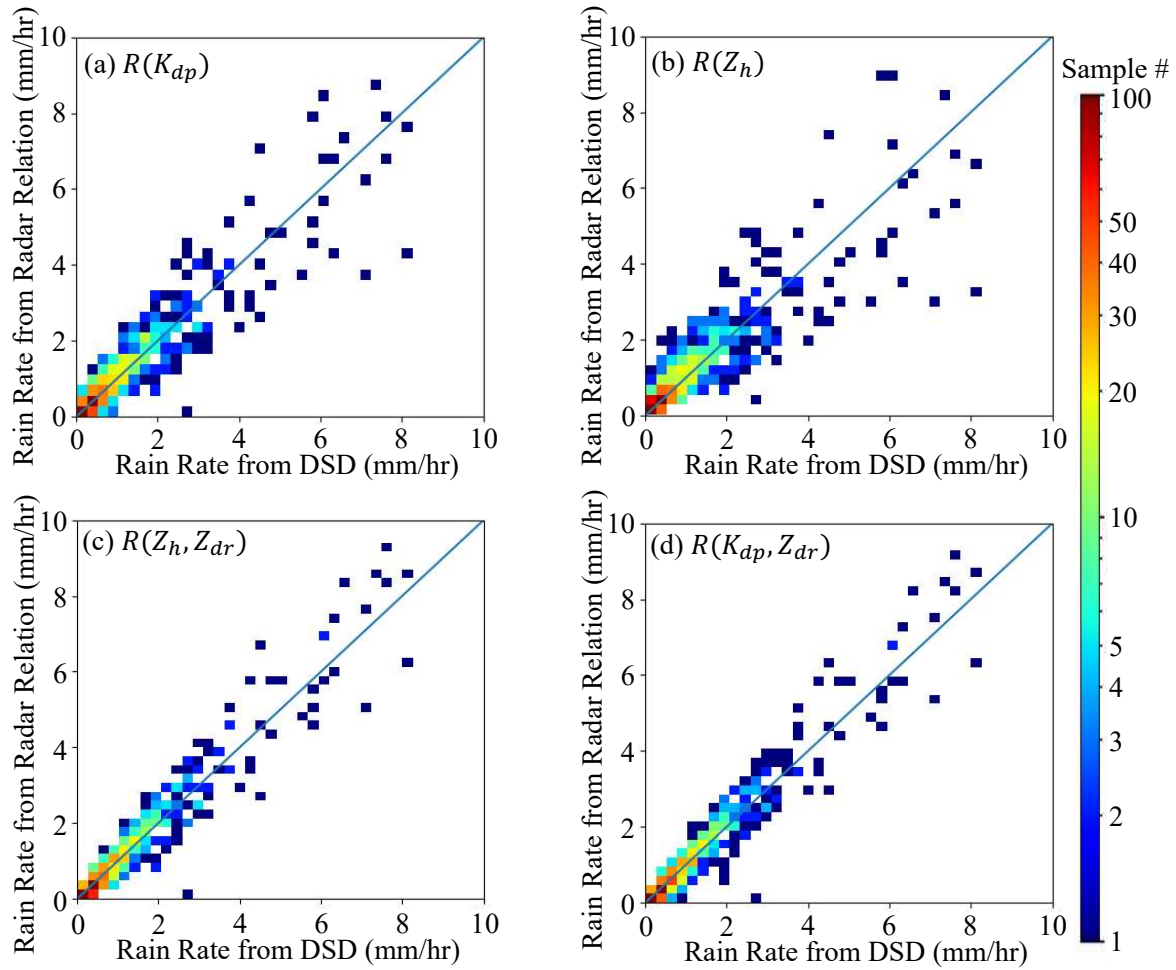 (a) R(K_dp)
Rain Rate from Radar Relation (mm/hr)
10
8
6
4
2
0
0 2 4 6 8 10
Rain Rate from DSD (mm/hr)
(b) R(Z_h)
Rain Rate from Radar Relation (mm/hr)
10
8
6
4
2
0
0 2 4 6 8 10
Rain Rate from DSD (mm/hr)
Sample #
100
50
40
30
20
10
5
4
3
2
1
(c) R(Z_h, Z_dr)
Rain Rate from Radar Relation (mm/hr)
10
8
6
4
2
0
0 2 4 6 8 10
Rain Rate from DSD (mm/hr)
(d) R(K_dp, Z_dr)
Rain Rate from Radar Relation (mm/hr)
10
8
6
4
2
0
0 2 4 6 8 10
Rain Rate from DSD (mm/hr)